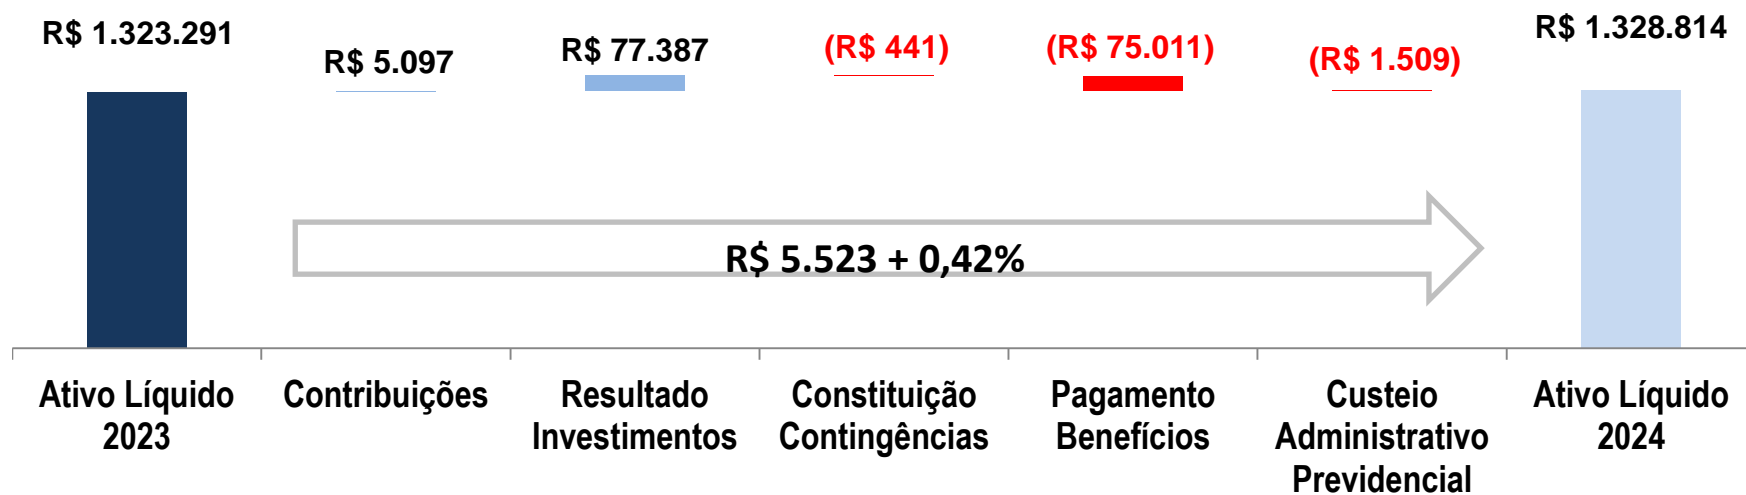 R$ 1.323.291
R$ 5.097
R$ 77.387
(R$ 441)
(R$ 75.011)
(R$ 1.509)
R$ 1.328.814
R$ 5.523 + 0,42%
Ativo Líquido
2023
Contribuições
Resultado
Investimentos
Constituição
Contingências
Pagamento
Benefícios
Custeio
Administrativo
Previdencial
Ativo Líquido
2024